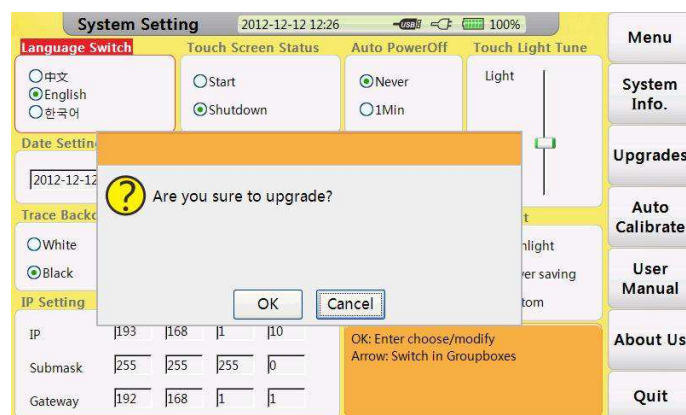 System Setting 2012-12-12 12:26 USB 100%
Language Switch Touch Screen Status Auto PowerOff Touch Light Tune
中文
English
한국어
Start
Shutdown
Never
1Min
Light
Date Settin
2012-12-12
Are you sure to upgrade?
OK Cancel
Trace Backg
White
Black
t
nlight
er saving
tom
IP Setting
IP 193 168 1 10
Submask 255 255 255 0
Gateway 192 168 1 1
OK: Enter choose/modify
Arrow: Switch in Groupboxes
Menu
System
Info.
Upgrades
Auto
Calibrate
User
Manual
About Us
Quit